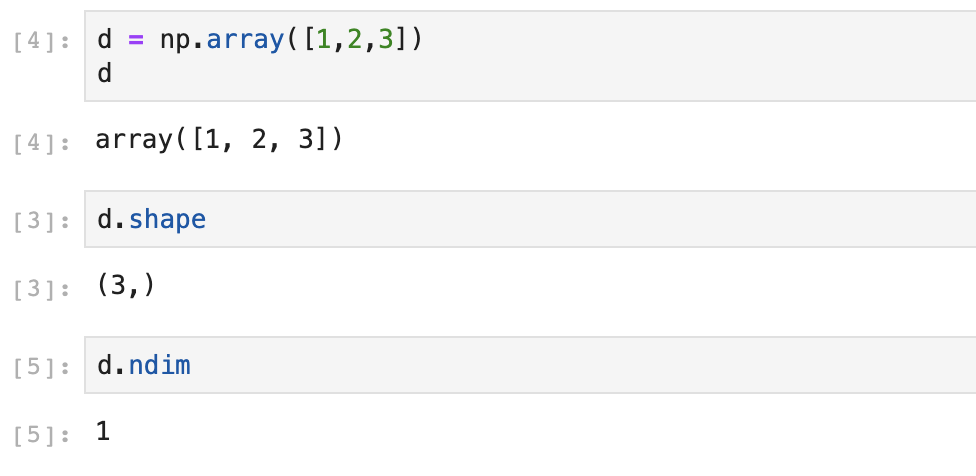 [4]: d = np.array([1,2,3])
d
[4]: array([1, 2, 3])
[3]: d.shape
[3]: (3,)
[5]: d.ndim
[5]: 1